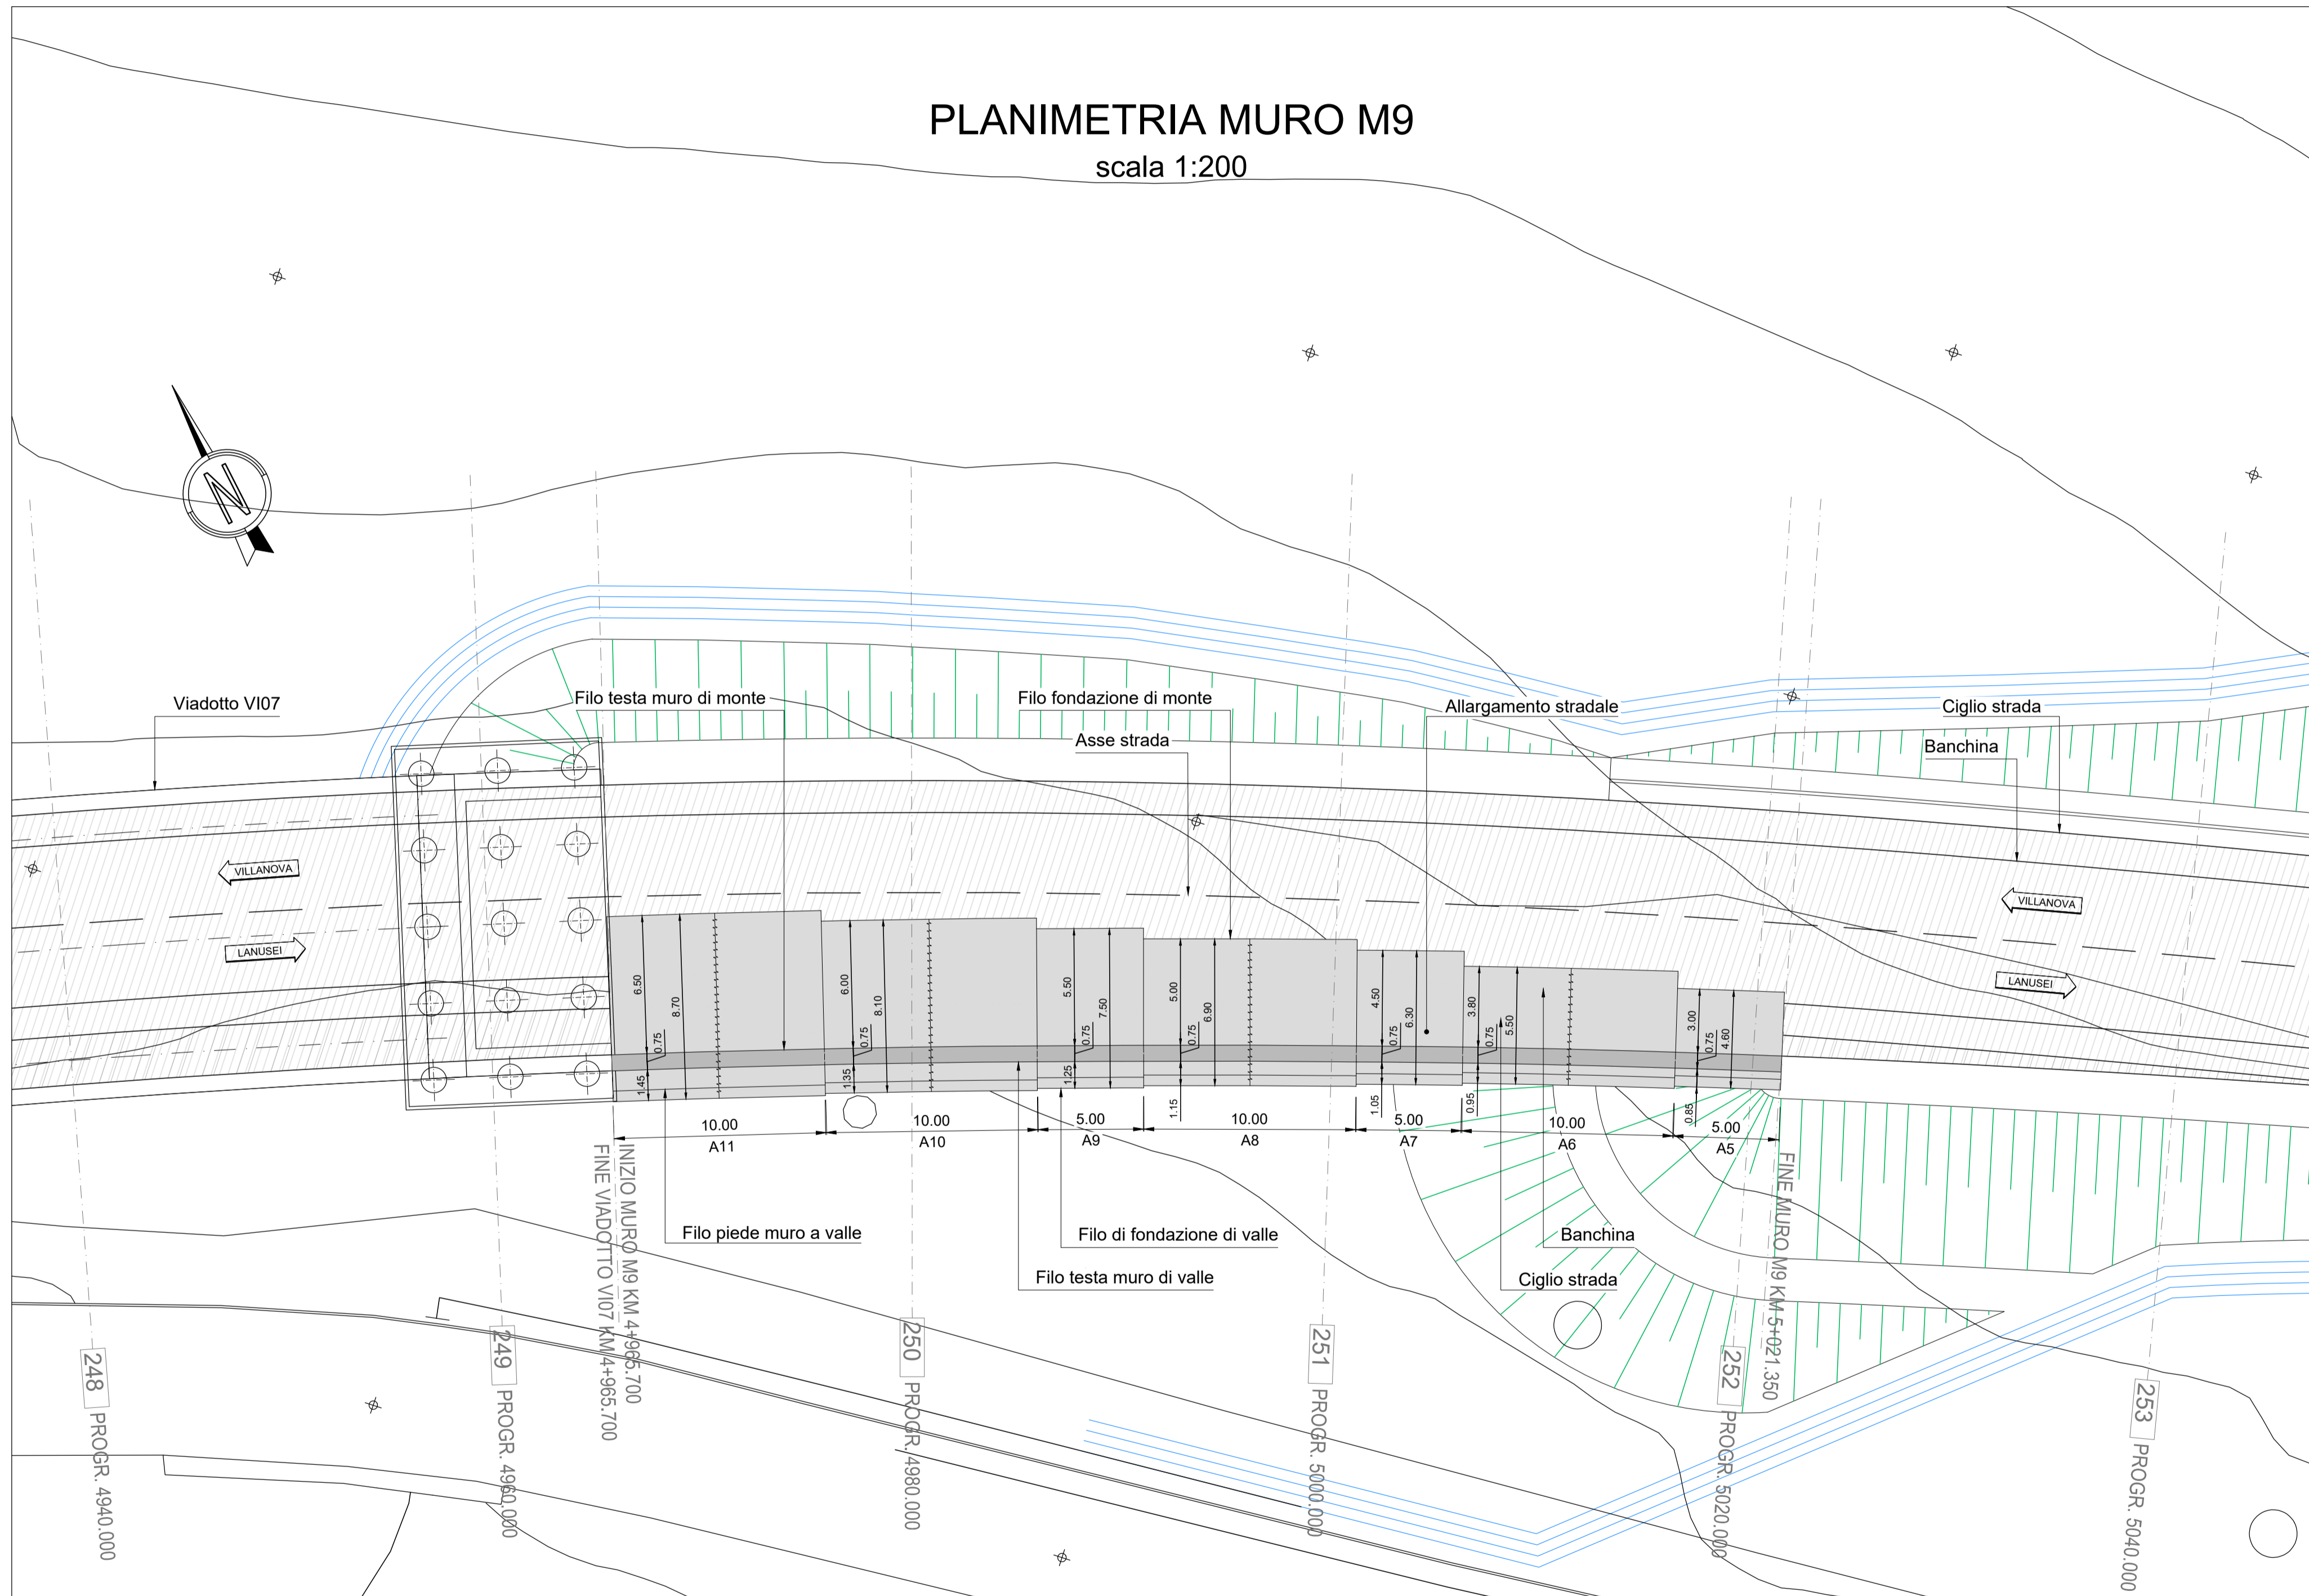 PLANIMETRIA MURO M9
scala 1:200
N
Viadotto VI07
Filo testa muro di monte
Filo fondazione di monte
Asse strada
Allargamento stradale
Ciglio strada
Banchina
VILLANOVA
LANUSEI
VILLANOVA
LANUSEI
6.50
8.70
0.75
1.45
6.00
8.10
0.75
1.35
5.50
7.50
0.75
1.25
5.00
6.90
0.75
1.15
4.50
6.30
0.75
1.05
3.80
5.50
0.75
0.95
3.00
4.60
0.75
0.85
10.00
A11
10.00
A10
5.00
A9
10.00
A8
5.00
A7
10.00
A6
5.00
A5
Filo piede muro a valle
Filo di fondazione di valle
Filo testa muro di valle
Banchina
Ciglio strada
INIZIO MURO M9 KM 4+965.700
FINE VIADOTTO VI07 KM 4+965.700
FINE MURO M9 KM 5+021.350
248 PROGR. 4940.000
249 PROGR. 4960.000
250 PROGR. 4980.000
251 PROGR. 5000.000
252 PROGR. 5020.000
253 PROGR. 5040.000